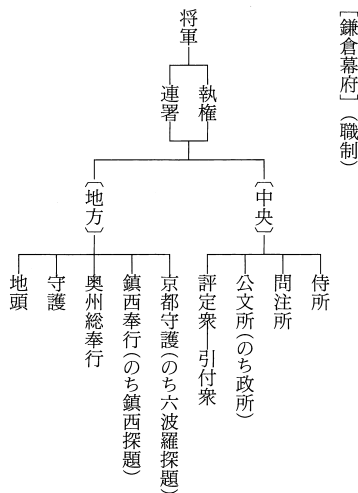 ［鎌倉幕府］（職制）
将軍
執権
連署
〔中央〕
侍所
問注所
公文所（のち政所）
評定衆
引付衆
〔地方〕
京都守護（のち六波羅探題）
鎮西奉行（のち鎮西探題）
奥州総奉行
守護
地頭